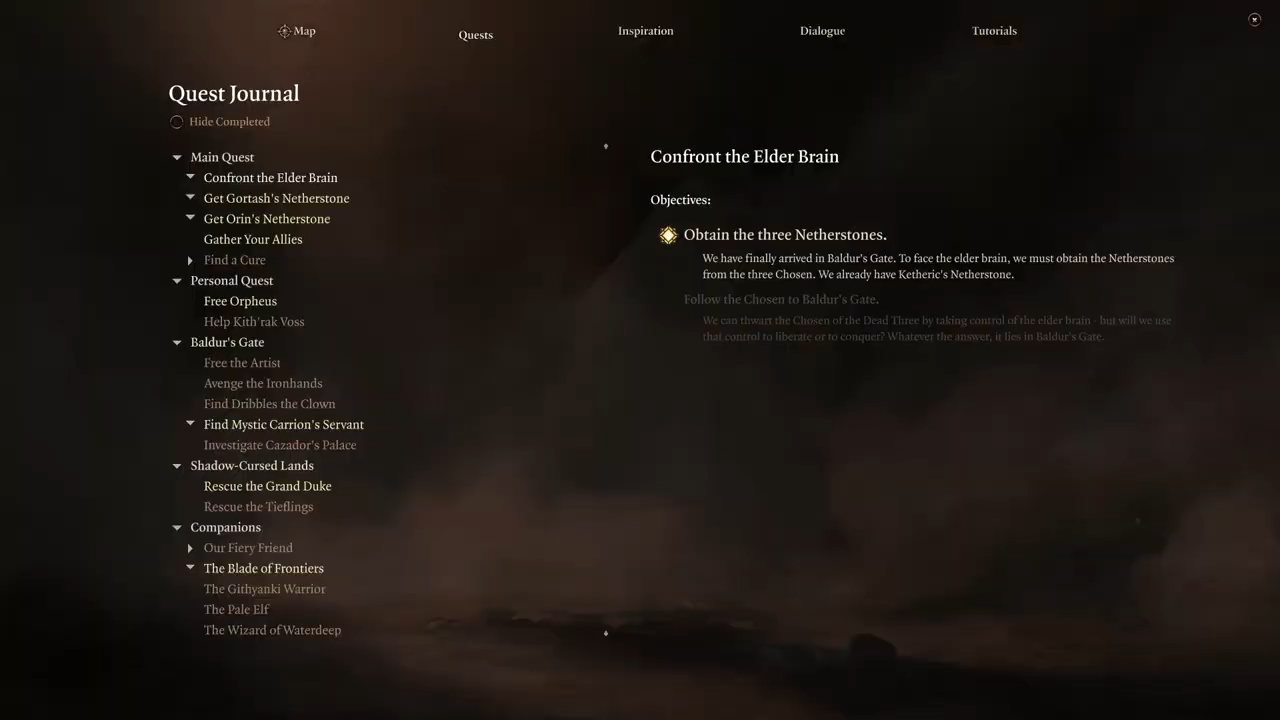 Map
Quests
Inspiration
Dialogue
Tutorials
Quest Journal
Hide Completed
Main Quest
Confront the Elder Brain
Get Gortash's Netherstone
Get Orin's Netherstone
Gather Your Allies
Find a Cure
Personal Quest
Free Orpheus
Help Kith'rak Voss
Baldur's Gate
Free the Artist
Avenge the Ironhands
Find Dribbles the Clown
Find Mystic Carrion's Servant
Investigate Cazador's Palace
Shadow-Cursed Lands
Rescue the Grand Duke
Rescue the Tieflings
Companions
Our Fiery Friend
The Blade of Frontiers
The Githyanki Warrior
The Pale Elf
The Wizard of Waterdeep
Confront the Elder Brain
Objectives:
Obtain the three Netherstones.
We have finally arrived in Baldur's Gate. To face the elder brain, we must obtain the Netherstones
from the three Chosen. We already have Ketheric's Netherstone.
Follow the Chosen to Baldur's Gate.
We can thwart the Chosen of the Dead Three by taking control of the elder brain - but will we use
that control to liberate or to conquer? Whatever the answer, it lies in Baldur's Gate.